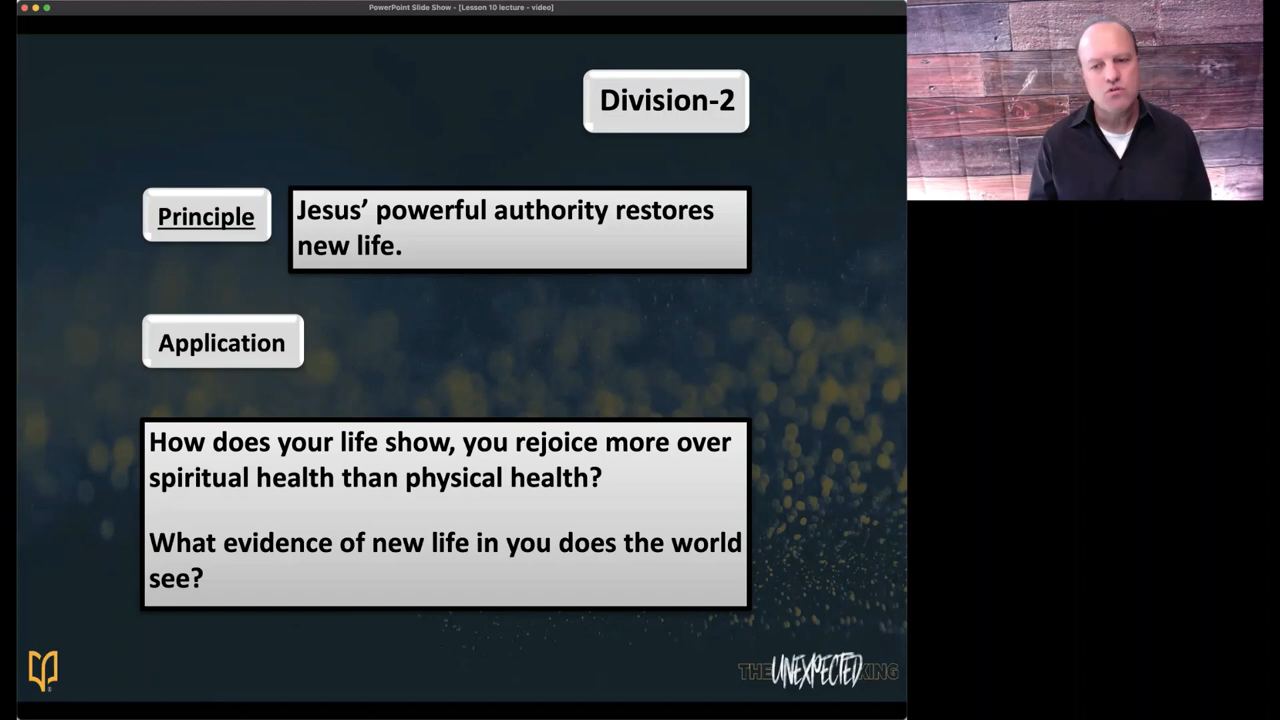 PowerPoint Slide Show - [Lesson 10 lecture - video]
Division-2
Principle
Jesus’ powerful authority restores
new life.
Application
How does your life show, you rejoice more over
spiritual health than physical health?
What evidence of new life in you does the world
see?
THE UNEXPECTED KING